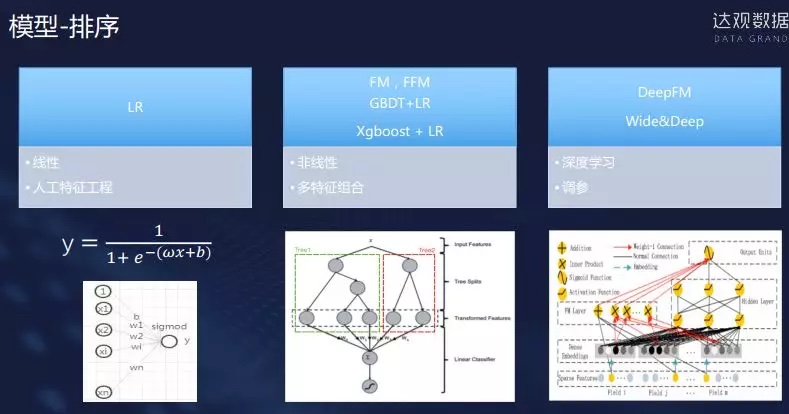 模型-排序
达观数据
DATA GRAND
LR
线性
人工特征工程
FM，FFM
GBDT+LR
Xgboost + LR
非线性
多特征组合
DeepFM
Wide&Deep
深度学习
调参
y = 1 / 1 + e^−(ωx+b)
1
x1
x2
xi
xn
b
w1
w2
wi
wn
sigmod
y
x
Tree1
Tree2
Input Features
Tree Splits
Transformed Features
Linear Classifier
Σ
Addition
Inner Product
Sigmoid Function
Activation Function
Weight-1 Connection
Normal Connection
Embedding
Output Units
Hidden Layer
FM Layer
Dense Embeddings
Sparse Features
Field i
Field j
Field m